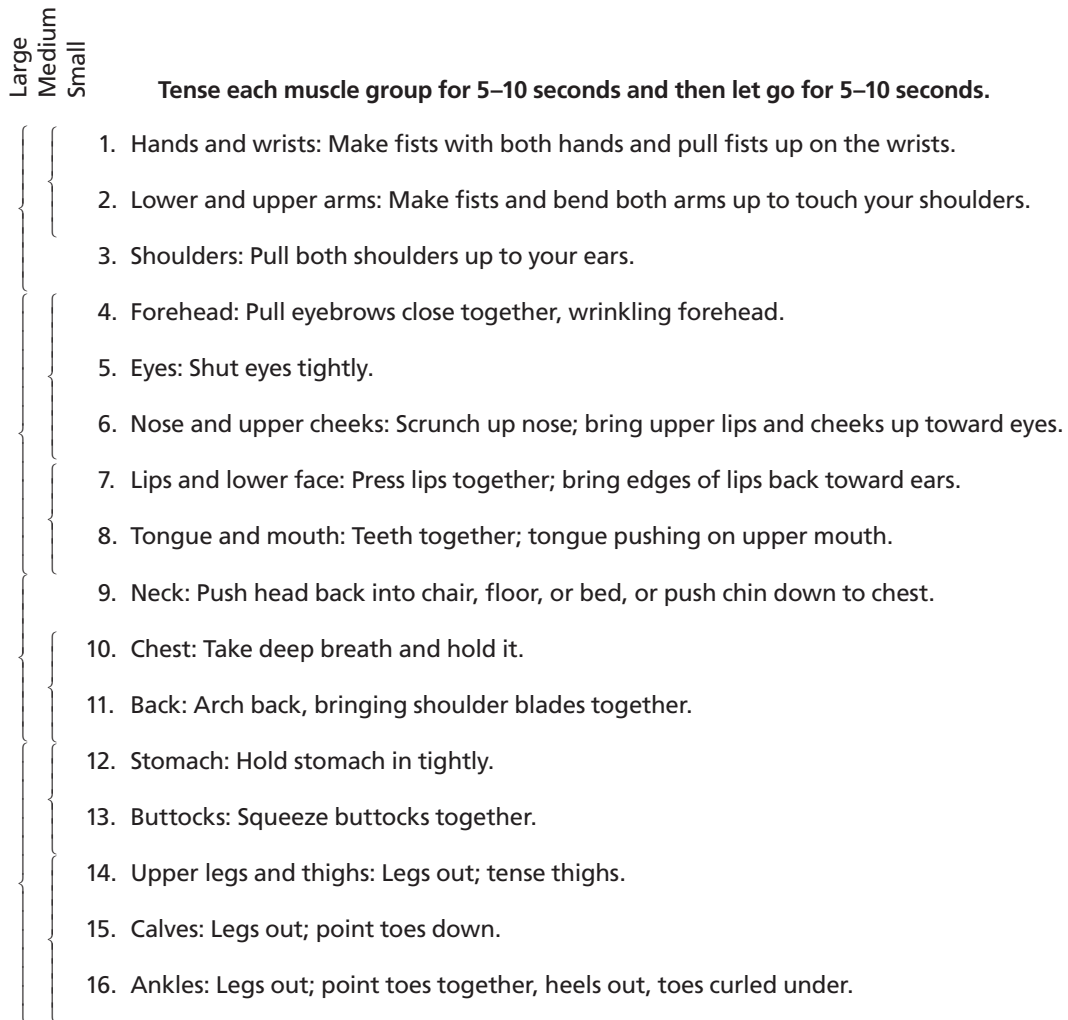 Large
Medium
Small
Tense each muscle group for 5–10 seconds and then let go for 5–10 seconds.
1. Hands and wrists: Make fists with both hands and pull fists up on the wrists.
2. Lower and upper arms: Make fists and bend both arms up to touch your shoulders.
3. Shoulders: Pull both shoulders up to your ears.
4. Forehead: Pull eyebrows close together, wrinkling forehead.
5. Eyes: Shut eyes tightly.
6. Nose and upper cheeks: Scrunch up nose; bring upper lips and cheeks up toward eyes.
7. Lips and lower face: Press lips together; bring edges of lips back toward ears.
8. Tongue and mouth: Teeth together; tongue pushing on upper mouth.
9. Neck: Push head back into chair, floor, or bed, or push chin down to chest.
10. Chest: Take deep breath and hold it.
11. Back: Arch back, bringing shoulder blades together.
12. Stomach: Hold stomach in tightly.
13. Buttocks: Squeeze buttocks together.
14. Upper legs and thighs: Legs out; tense thighs.
15. Calves: Legs out; point toes down.
16. Ankles: Legs out; point toes together, heels out, toes curled under.